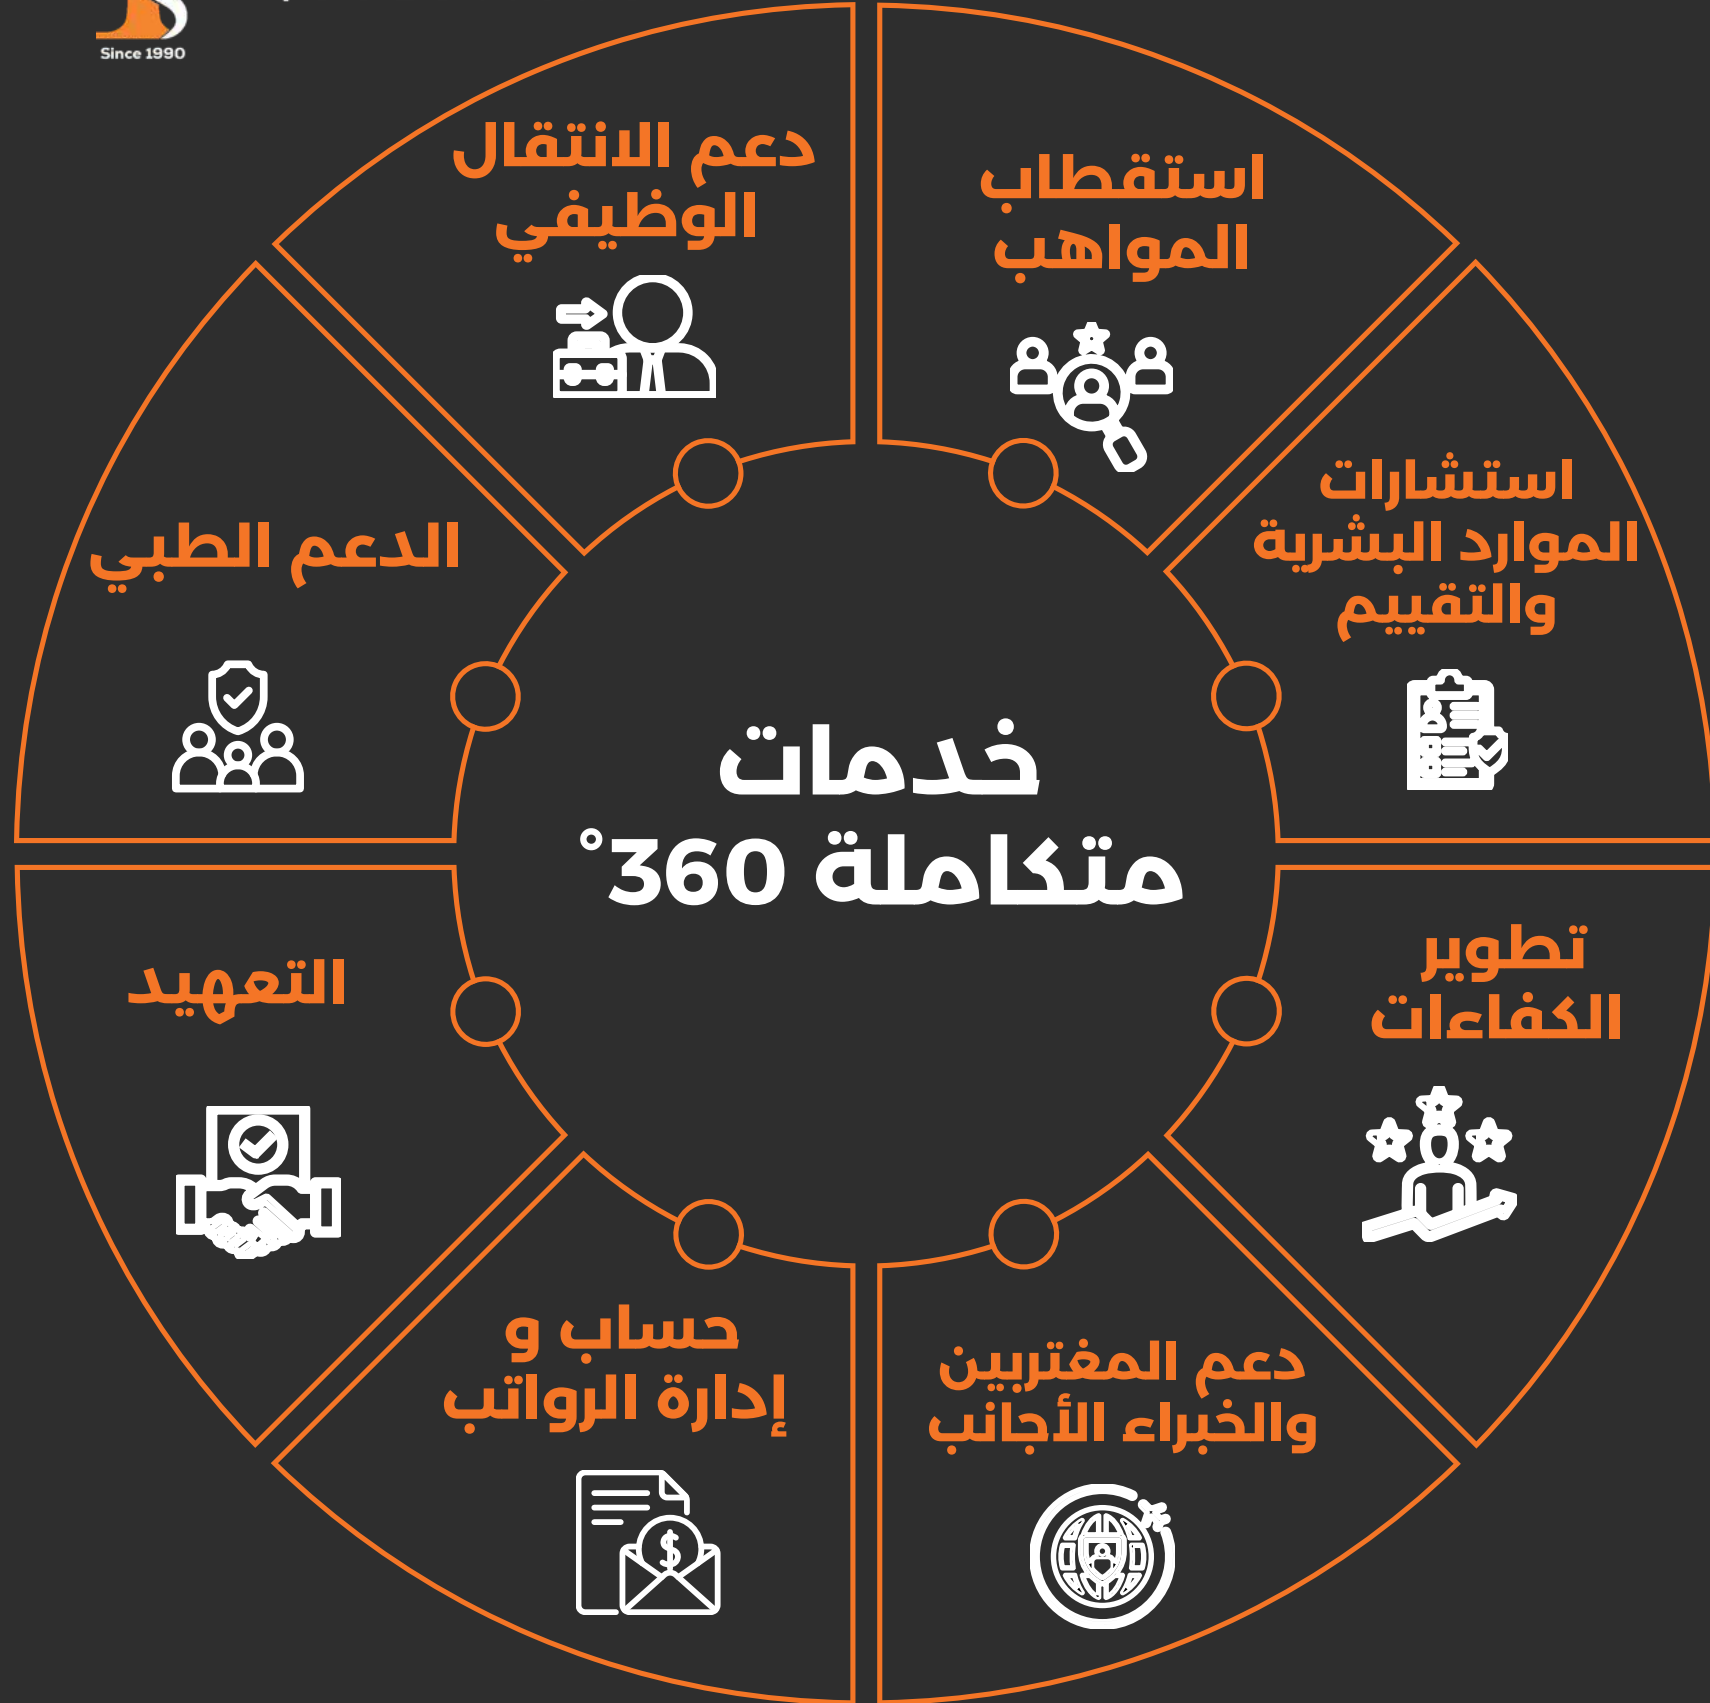 Since 1990
خدمات
متكاملة 360°
استقطاب
المواهب
استشارات
الموارد البشرية
والتقييم
تطوير
الكفاءات
دعم المغتربين
والخبراء الأجانب
حساب و
إدارة الرواتب
التعهيد
الدعم الطبي
دعم الانتقال
الوظيفي